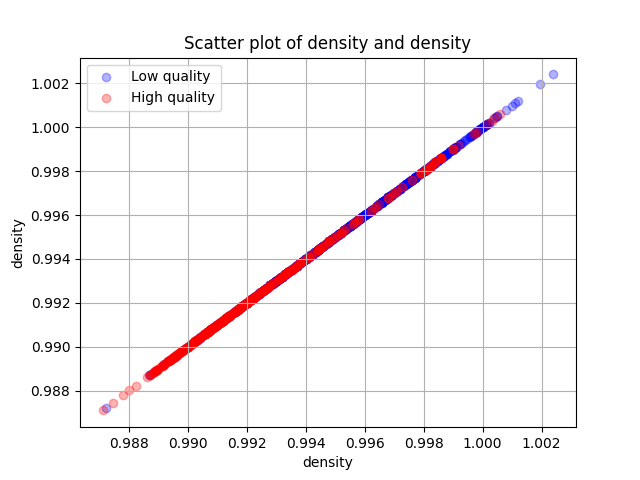 Scatter plot of density and density
Low quality
High quality
density
1.002
1.000
0.998
0.996
0.994
0.992
0.990
0.988
0.988 0.990 0.992 0.994 0.996 0.998 1.000 1.002
density